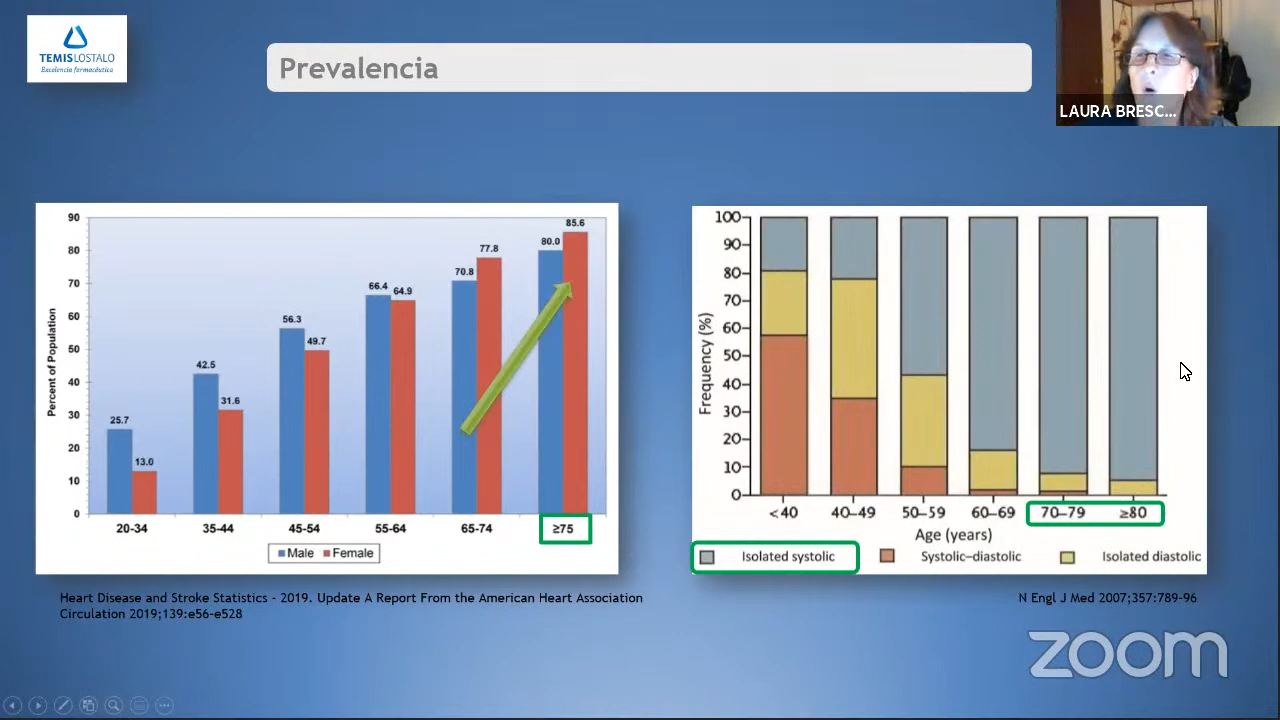 TEMISLOSTALO
Excelencia farmacéutica
Prevalencia
LAURA BRESC...
Percent of Population
90
80
70
60
50
40
30
20
10
0
25.7
13.0
42.5
31.6
56.3
49.7
66.4
64.9
70.8
77.8
80.0
85.6
20-34 35-44 45-54 55-64 65-74 ≥75
Male Female
Heart Disease and Stroke Statistics - 2019. Update A Report From the American Heart Association
Circulation 2019;139:e56-e528
Frequency (%)
100
90
80
70
60
50
40
30
20
10
0
<40 40–49 50–59 60–69 70–79 ≥80
Age (years)
Isolated systolic Systolic–diastolic Isolated diastolic
N Engl J Med 2007;357:789-96
zoom